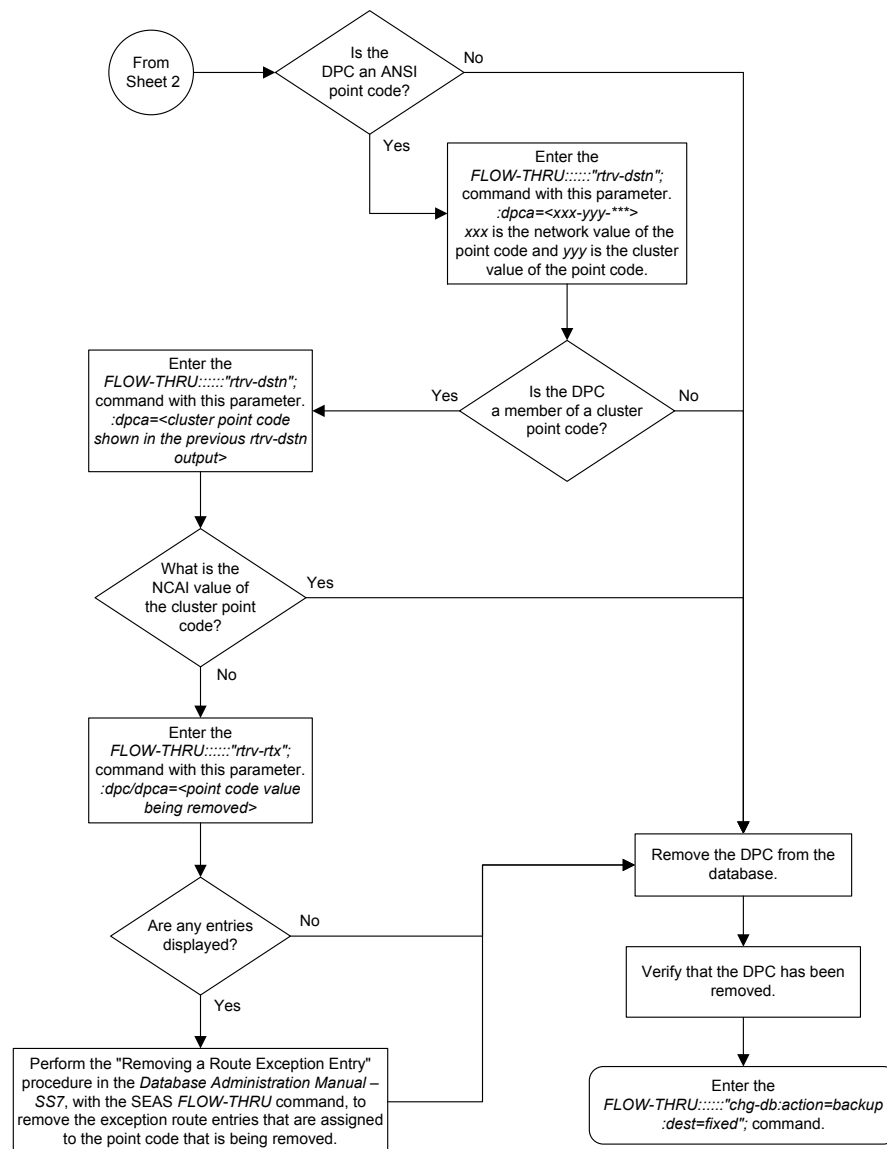 From
Sheet 2
Is the
DPC an ANSI
point code?
No
Yes
Enter the
FLOW-THRU::::::"rtrv-dstn";
command with this parameter.
:dpca=<xxx-yyy-***>
xxx is the network value of the
point code and yyy is the cluster
value of the point code.
Is the DPC
a member of a cluster
point code?
Yes
No
Enter the
FLOW-THRU::::::"rtrv-dstn";
command with this parameter.
:dpca=<cluster point code
shown in the previous rtrv-dstn
output>
What is the
NCAI value of
the cluster point
code?
Yes
No
Enter the
FLOW-THRU::::::"rtrv-rtx";
command with this parameter.
:dpc/dpca=<point code value
being removed>
Are any entries
displayed?
No
Yes
Perform the "Removing a Route Exception Entry"
procedure in the Database Administration Manual –
SS7, with the SEAS FLOW-THRU command, to
remove the exception route entries that are assigned
to the point code that is being removed.
Remove the DPC from the
database.
Verify that the DPC has been
removed.
Enter the
FLOW-THRU::::::"chg-db:action=backup
:dest=fixed"; command.